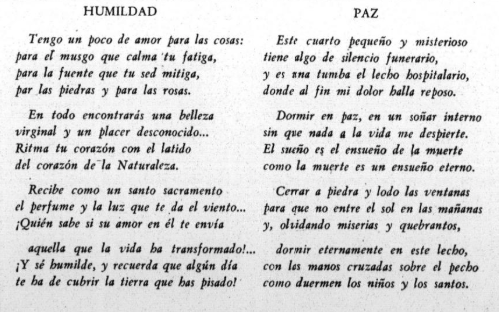 HUMILDAD
Tengo un poco de amor para las cosas:
para el musgo que calma tu fatiga,
para la fuente que tu sed mitiga,
par las piedras y para las rosas.
En todo encontrarás una belleza
virginal y un placer desconocido...
Ritma tu corazón con el latido
del corazón de la Naturaleza.
Recibe como un santo sacramento
el perfume y la luz que te da el viento...
¡Quién sabe si su amor en él te envía
aquella que la vida ha transformado!...
¡Y sé humilde, y recuerda que algún día
te ha de cubrir la tierra que has pisado!
PAZ
Este cuarto pequeño y misterioso
tiene algo de silencio funerario,
y es una tumba el lecho hospitalario,
donde al fin mi dolor halla reposo.
Dormir en paz, en un soñar interno
sin que nada a la vida me despierte.
El sueño es el ensueño de la muerte
como la muerte es un ensueño eterno.
Cerrar a piedra y lodo las ventanas
para que no entre el sol en las mañanas
y, olvidando miserias y quebrantos,
dormir eternamente en este lecho,
con las manos cruzadas sobre el pecho
como duermen los niños y los santos.